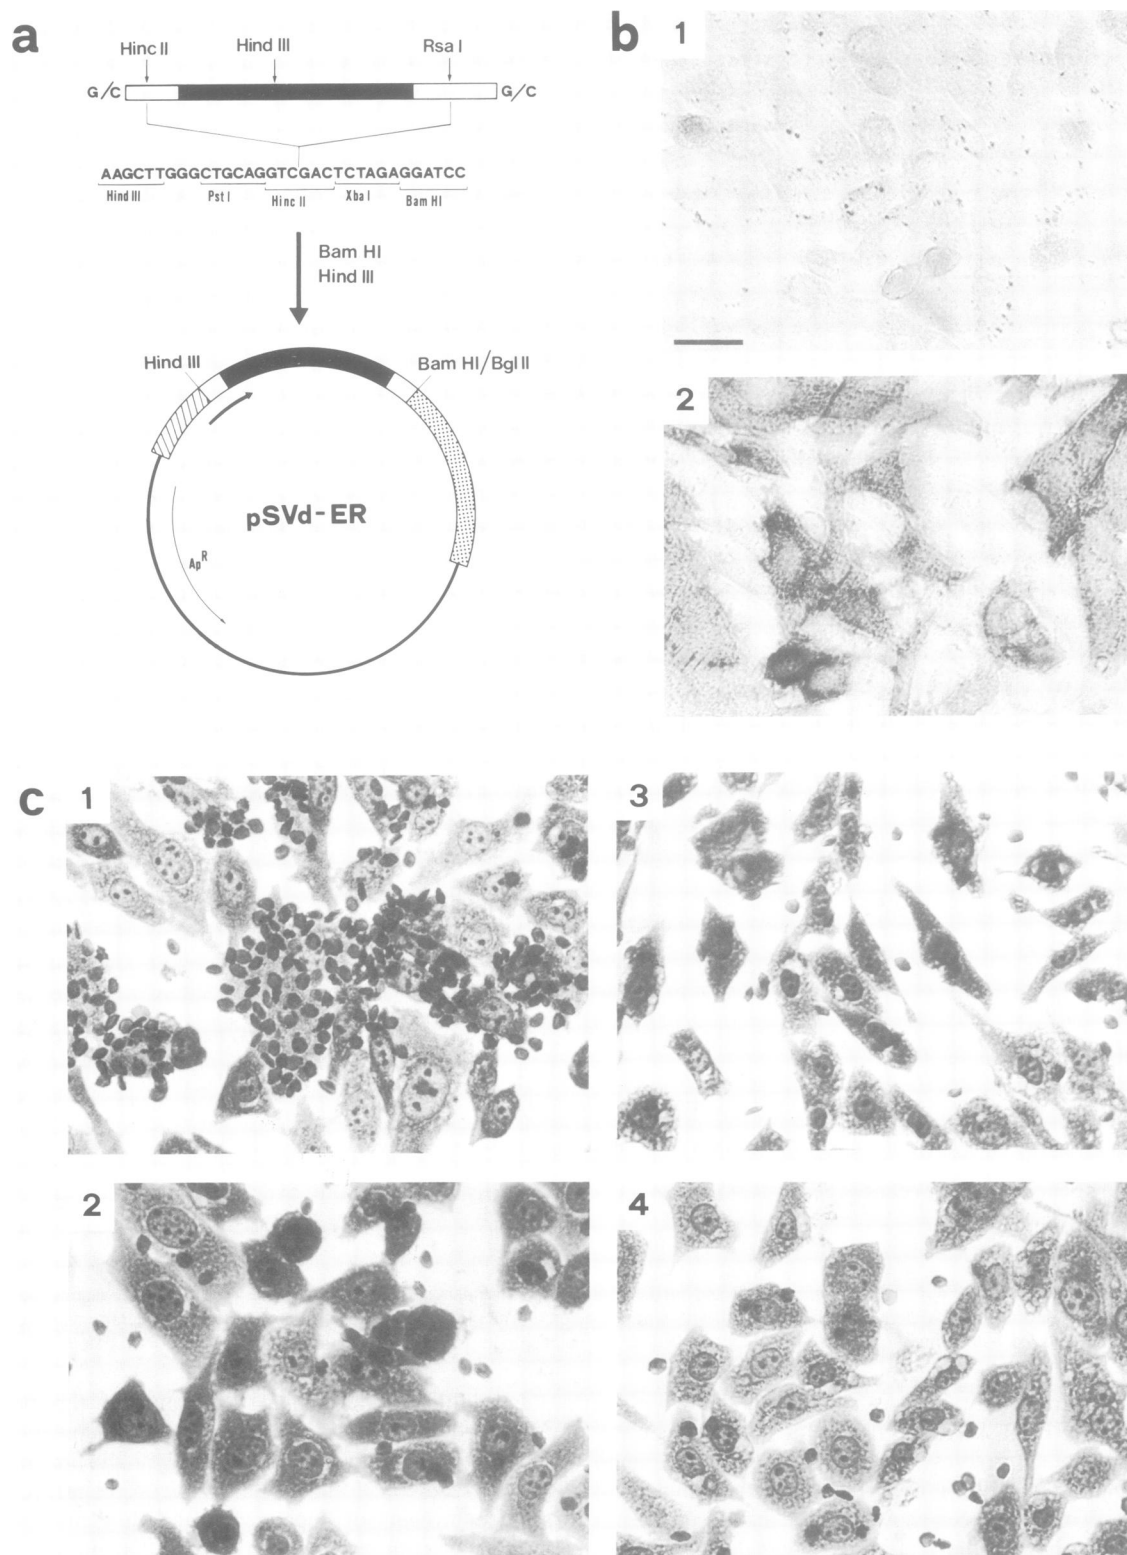 a
Hinc II
Hind III
Rsa I
G/C
G/C
AAGCTTGGGCTGCAGGTCGACTCTAGAGGATCC
Hind III
Pst I
Hinc II
Xba I
Bam HI
Bam HI
Hind III
Hind III
Bam HI/Bgl II
pSVd-ER
Ap^R
b
1
2
c
1
3
2
4